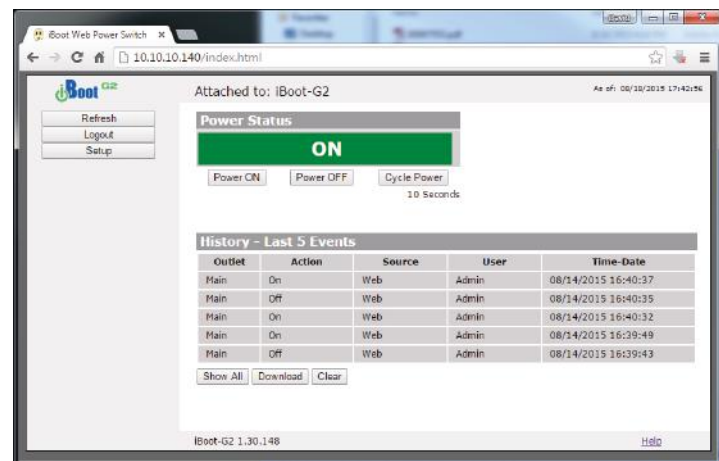 iBoot Web Power Switch
10.10.10.140/index.html
iBoot G2
Attached to: iBoot-G2
As of: 08/18/2015 17:42:56
Refresh
Logout
Setup
Power Status
ON
Power ON Power OFF Cycle Power
10 Seconds
History - Last 5 Events
Outlet Action Source User Time-Date
Main On Web Admin 08/14/2015 16:40:37
Main Off Web Admin 08/14/2015 16:40:35
Main On Web Admin 08/14/2015 16:40:32
Main On Web Admin 08/14/2015 16:39:49
Main Off Web Admin 08/14/2015 16:39:43
Show All Download Clear
iBoot-G2 1.30.148
Help